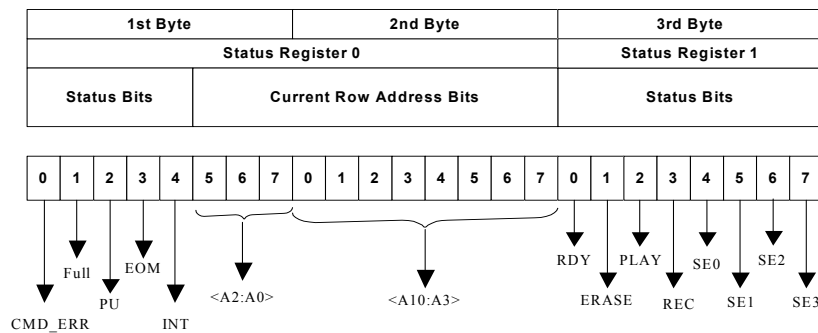 1st Byte 2nd Byte 3rd Byte
Status Register 0 Status Register 1
Status Bits Current Row Address Bits Status Bits
0 1 2 3 4 5 6 7 0 1 2 3 4 5 6 7 0 1 2 3 4 5 6 7
Full EOM RDY PLAY SE0 SE2
PU <A2:A0> <A10:A3> ERASE REC SE1 SE3
CMD_ERR INT